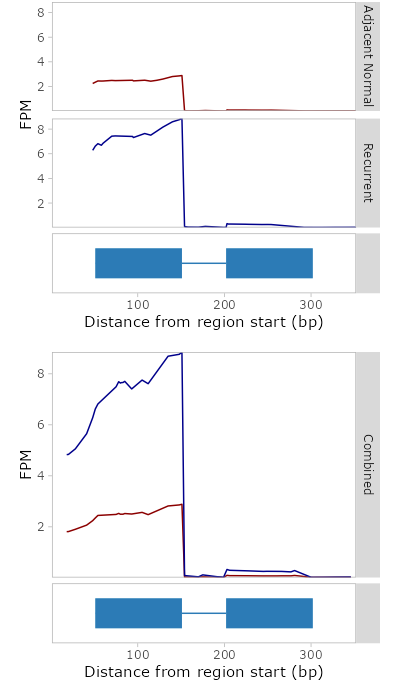 8
6
4
2
Adjacent Normal
FPM
8
6
4
2
Recurrent
100 200 300
Distance from region start (bp)
8
6
4
2
FPM
Combined
100 200 300
Distance from region start (bp)